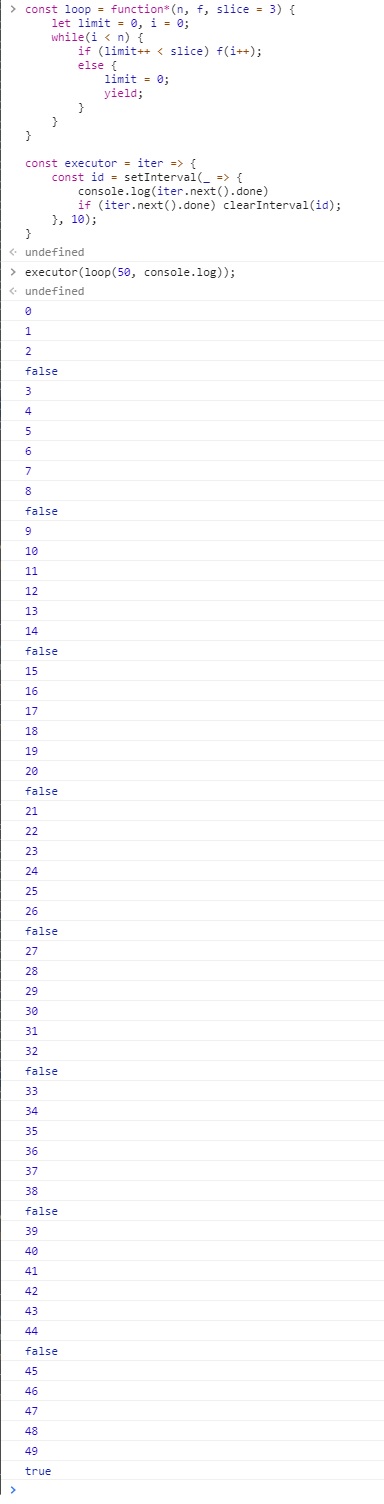 > const loop = function*(n, f, slice = 3) {
let limit = 0, i = 0;
while(i < n) {
if (limit++ < slice) f(i++);
else {
limit = 0;
yield;
}
}
}
const executor = iter => {
const id = setInterval(_ => {
console.log(iter.next().done)
if (iter.next().done) clearInterval(id);
}, 10);
}
< undefined
> executor(loop(50, console.log));
< undefined
0
1
2
false
3
4
5
6
7
8
false
9
10
11
12
13
14
false
15
16
17
18
19
20
false
21
22
23
24
25
26
false
27
28
29
30
31
32
false
33
34
35
36
37
38
false
39
40
41
42
43
44
false
45
46
47
48
49
true
>